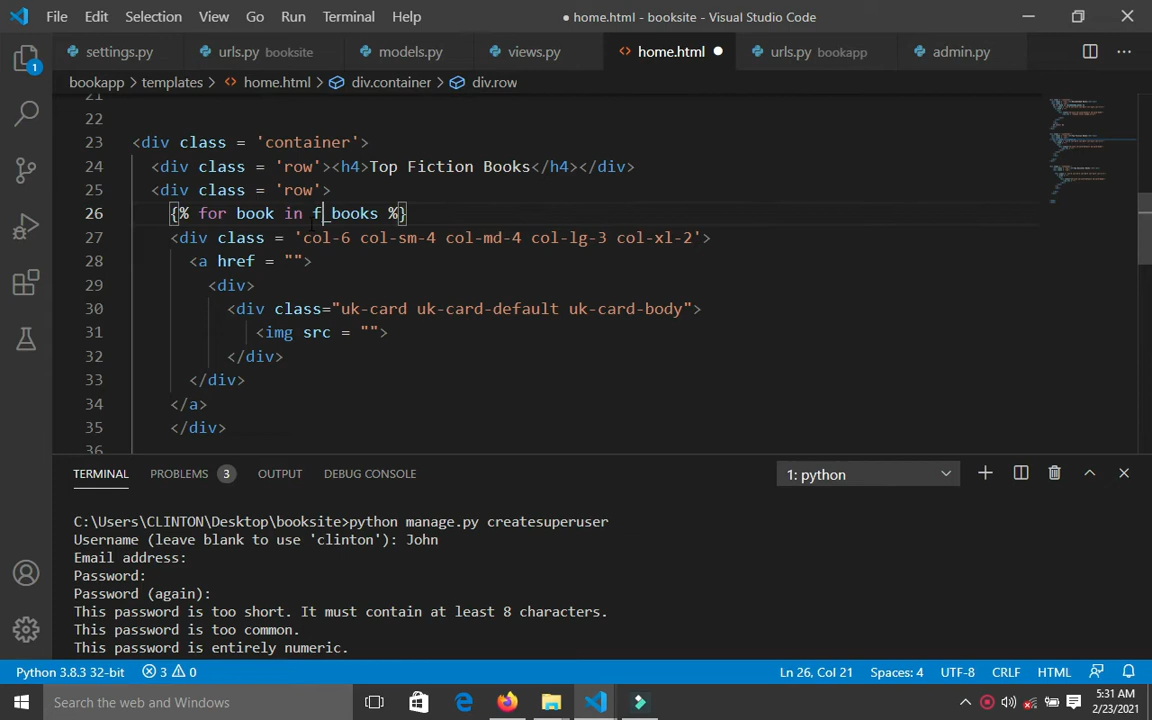 File Edit Selection View Go Run Terminal Help ● home.html - booksite - Visual Studio Code
settings.py urls.py booksite models.py views.py <> home.html ● urls.py bookapp admin.py ...
bookapp > templates > <> home.html > div.container > div.row
21
22
23 <div class = 'container'>
24 <div class = 'row'><h4>Top Fiction Books</h4></div>
25 <div class = 'row'>
26 {% for book in f_books %}
27 <div class = 'col-6 col-sm-4 col-md-4 col-lg-3 col-xl-2'>
28 <a href = "">
29 <div>
30 <div class="uk-card uk-card-default uk-card-body">
31 <img src = "">
32 </div>
33 </div>
34 </a>
35 </div>
36
1
TERMINAL PROBLEMS 3 OUTPUT DEBUG CONSOLE 1: python
C:\Users\CLINTON\Desktop\booksite>python manage.py createsuperuser
Username (leave blank to use 'clinton'): John
Email address:
Password:
Password (again):
This password is too short. It must contain at least 8 characters.
This password is too common.
This password is entirely numeric.
Python 3.8.3 32-bit 3 0 Ln 26, Col 21 Spaces: 4 UTF-8 CRLF HTML
Search the web and Windows 5:31 AM
2/23/2021